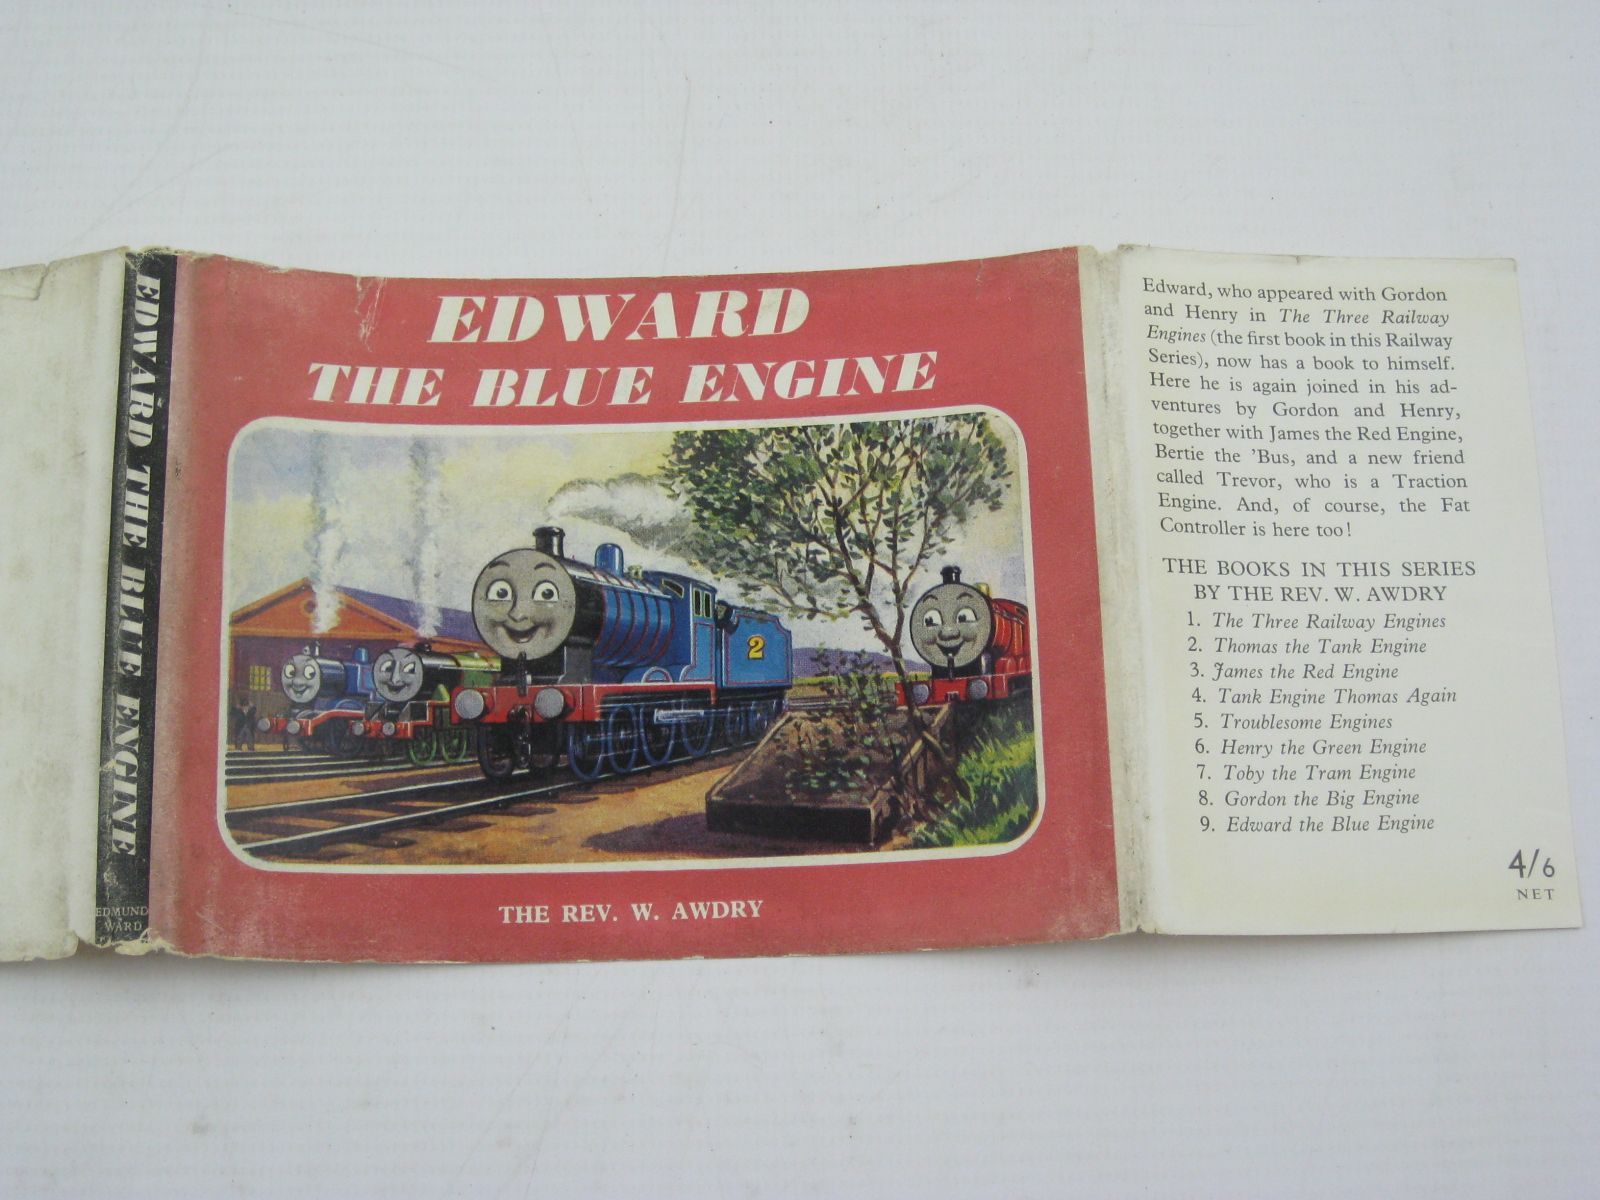 EDWARD THE BLUE ENGINE
EDMUND
WARD
EDWARD
THE BLUE ENGINE
2
THE REV. W. AWDRY
Edward, who appeared with Gordon
and Henry in The Three Railway
Engines (the first book in this Railway
Series), now has a book to himself.
Here he is again joined in his ad-
ventures by Gordon and Henry,
together with James the Red Engine,
Bertie the 'Bus, and a new friend
called Trevor, who is a Traction
Engine. And, of course, the Fat
Controller is here too!
THE BOOKS IN THIS SERIES
BY THE REV. W. AWDRY
1. The Three Railway Engines
2. Thomas the Tank Engine
3. James the Red Engine
4. Tank Engine Thomas Again
5. Troublesome Engines
6. Henry the Green Engine
7. Toby the Tram Engine
8. Gordon the Big Engine
9. Edward the Blue Engine
4/6
NET